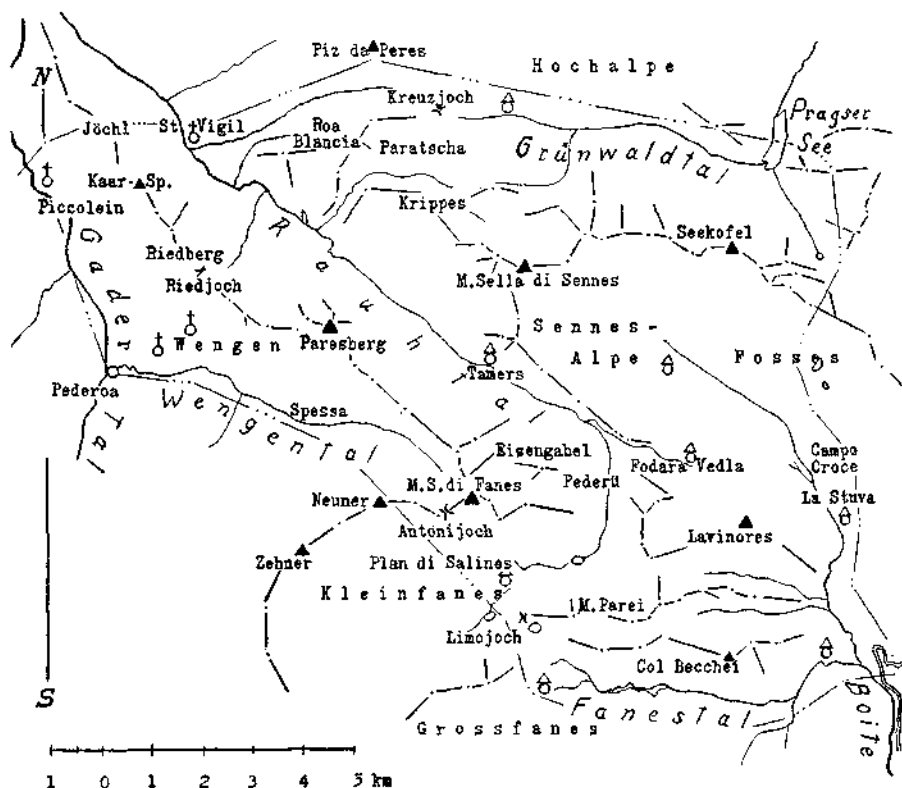 Piz da Peres
Hochalpe
N
Kreuzjoch
Pragser
See
Jöchl
St. Vigil
Roa
Blancia
Paratscha
Grünwaldtal
Kaar-Sp.
Piccolein
Krippes
Seekofel
Gader
Tal
Riedberg
Riedjoch
Rauha
M.Sella di Sennes
Sennes-
Alpe
Wengen
Paresberg
Fosses
Tamers
Pederoa
Wengental
Spessa
Eisengabel
Fodara Vedla
Campo
Croce
Pederü
M.S.di Fanes
Neuner
La Stuva
Antonijoch
Lavinores
Zehner
Plan di Salines
Kleinfanes
M.Parei
Limojoch
Col Becchei
S
Fanestal
Boite
Grossfanes
1 0 1 2 3 4 5 km